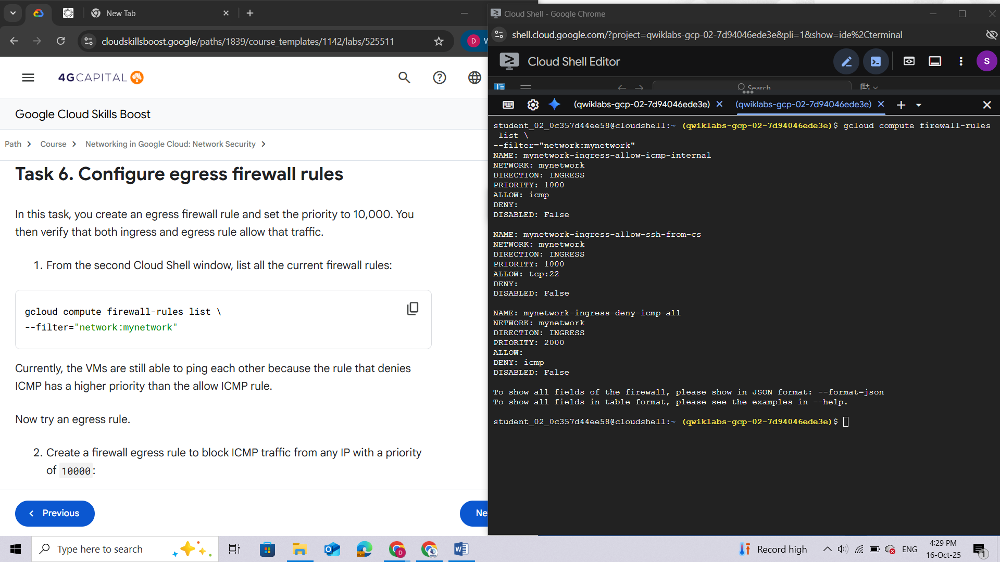 New Tab
cloudskillsboost.google/paths/1839/course_templates/1142/labs/525511
D
4GCAPITAL
Google Cloud Skills Boost
Path
Course
Networking in Google Cloud: Network Security
Task 6. Configure egress firewall rules
In this task, you create an egress firewall rule and set the priority to 10,000. You
then verify that both ingress and egress rule allow that traffic.
1. From the second Cloud Shell window, list all the current firewall rules:
gcloud compute firewall-rules list \
--filter="network:mynetwork"
Currently, the VMs are still able to ping each other because the rule that denies
ICMP has a higher priority than the allow ICMP rule.
Now try an egress rule.
2. Create a firewall egress rule to block ICMP traffic from any IP with a priority
of 10000:
Previous
Ne
Cloud Shell - Google Chrome
shell.cloud.google.com/?project=qwiklabs-gcp-02-7d94046ede3e&pli=1&show=ide%2Cterminal
Cloud Shell Editor
S
Search
(qwiklabs-gcp-02-7d94046ede3e)
(qwiklabs-gcp-02-7d94046ede3e)
student_02_0c357d44ee58@cloudshell:~ (qwiklabs-gcp-02-7d94046ede3e)$ gcloud compute firewall-rules
list \
--filter="network:mynetwork"
NAME: mynetwork-ingress-allow-icmp-internal
NETWORK: mynetwork
DIRECTION: INGRESS
PRIORITY: 1000
ALLOW: icmp
DENY:
DISABLED: False
NAME: mynetwork-ingress-allow-ssh-from-cs
NETWORK: mynetwork
DIRECTION: INGRESS
PRIORITY: 1000
ALLOW: tcp:22
DENY:
DISABLED: False
NAME: mynetwork-ingress-deny-icmp-all
NETWORK: mynetwork
DIRECTION: INGRESS
PRIORITY: 2000
ALLOW:
DENY: icmp
DISABLED: False
To show all fields of the firewall, please show in JSON format: --format=json
To show all fields in table format, please see the examples in --help.
student_02_0c357d44ee58@cloudshell:~ (qwiklabs-gcp-02-7d94046ede3e)$
Type here to search
Record high
ENG
4:29 PM
16-Oct-25
1